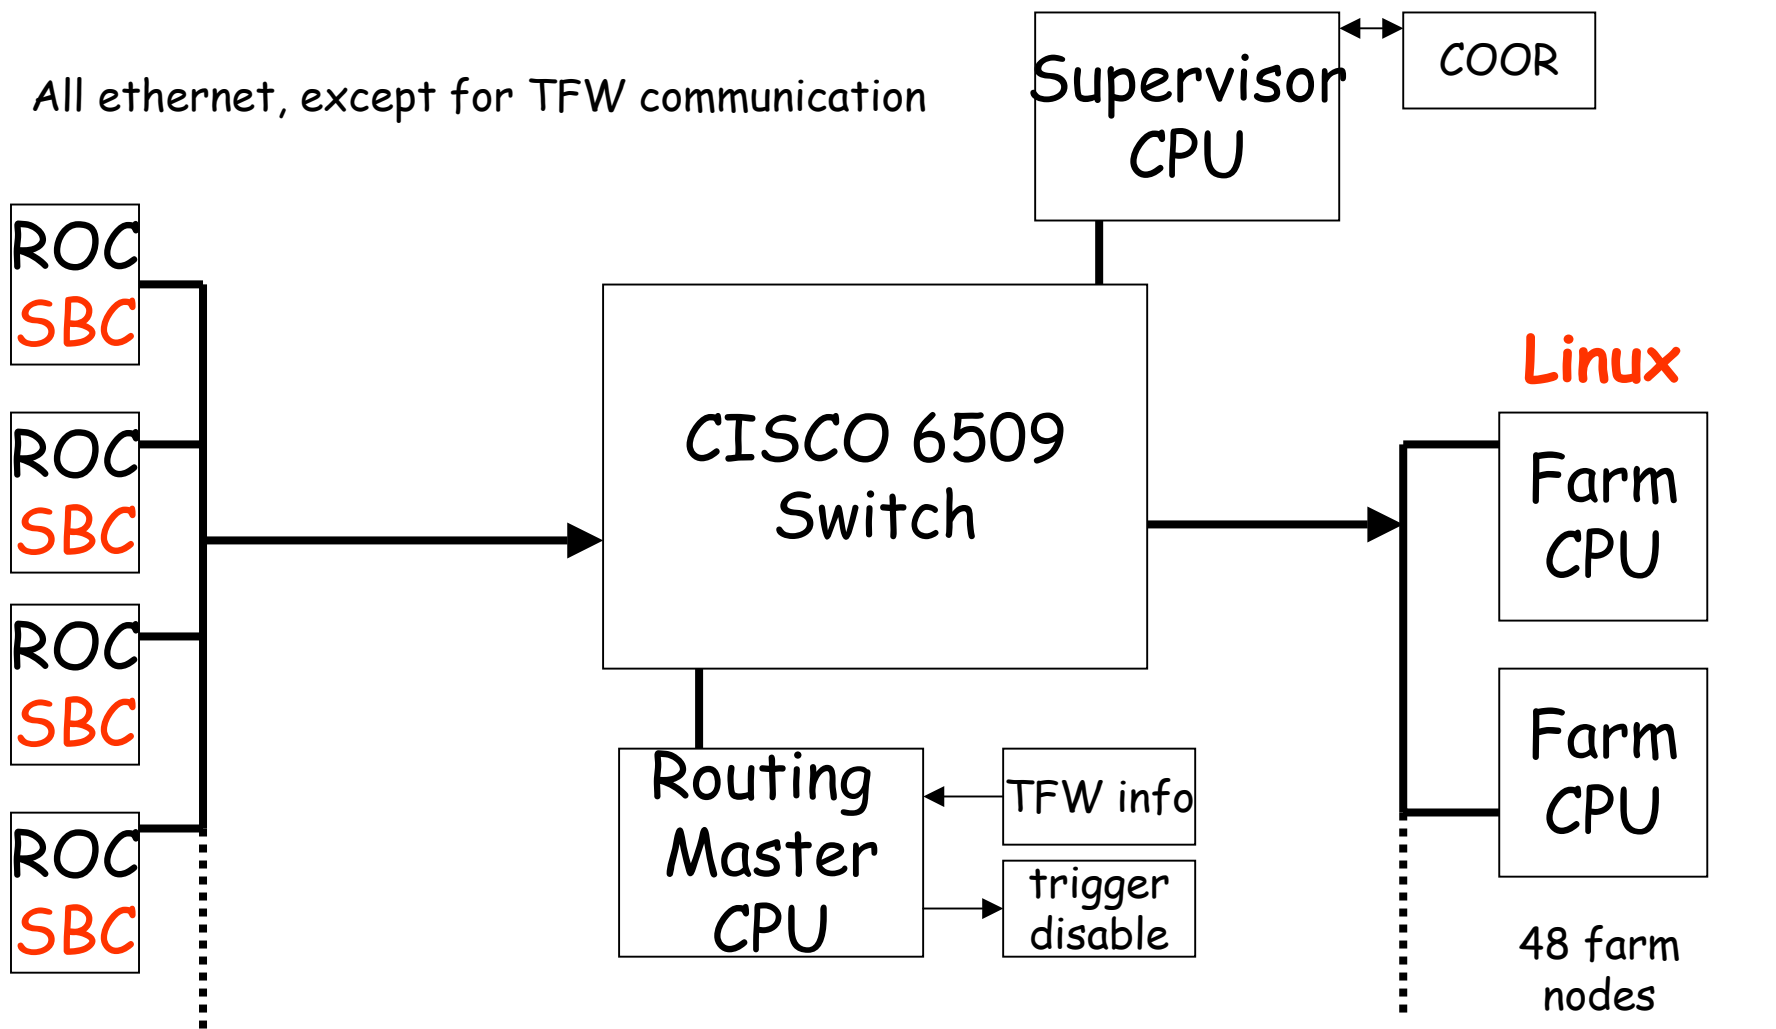 All ethernet, except for TFW communication
Supervisor
CPU
COOR
ROC
SBC
ROC
SBC
ROC
SBC
ROC
SBC
CISCO 6509
Switch
Routing
Master
CPU
TFW info
trigger
disable
Linux
Farm
CPU
Farm
CPU
48 farm
nodes